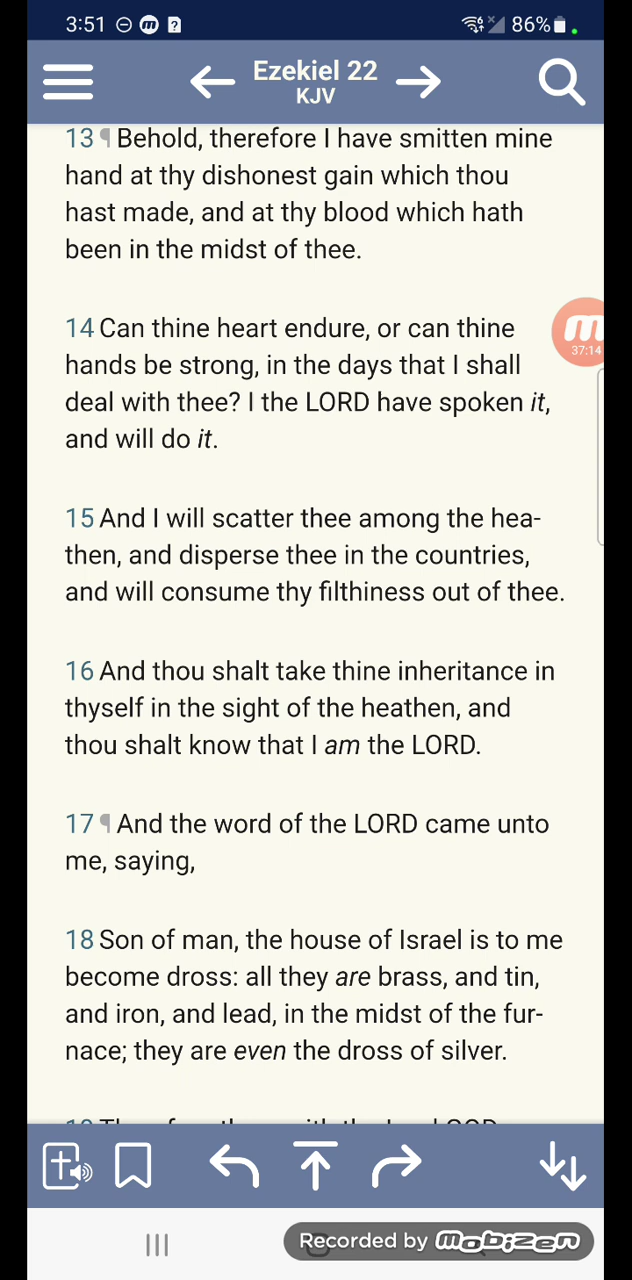 3:51 m ? 6 86%
Ezekiel 22
KJV
13 ¶ Behold, therefore I have smitten mine
hand at thy dishonest gain which thou
hast made, and at thy blood which hath
been in the midst of thee.
14 Can thine heart endure, or can thine
hands be strong, in the days that I shall
deal with thee? I the LORD have spoken it,
and will do it.
m
37:14
15 And I will scatter thee among the hea-
then, and disperse thee in the countries,
and will consume thy filthiness out of thee.
16 And thou shalt take thine inheritance in
thyself in the sight of the heathen, and
thou shalt know that I am the LORD.
17 ¶ And the word of the LORD came unto
me, saying,
18 Son of man, the house of Israel is to me
become dross: all they are brass, and tin,
and iron, and lead, in the midst of the fur-
nace; they are even the dross of silver.
Recorded by mobizen